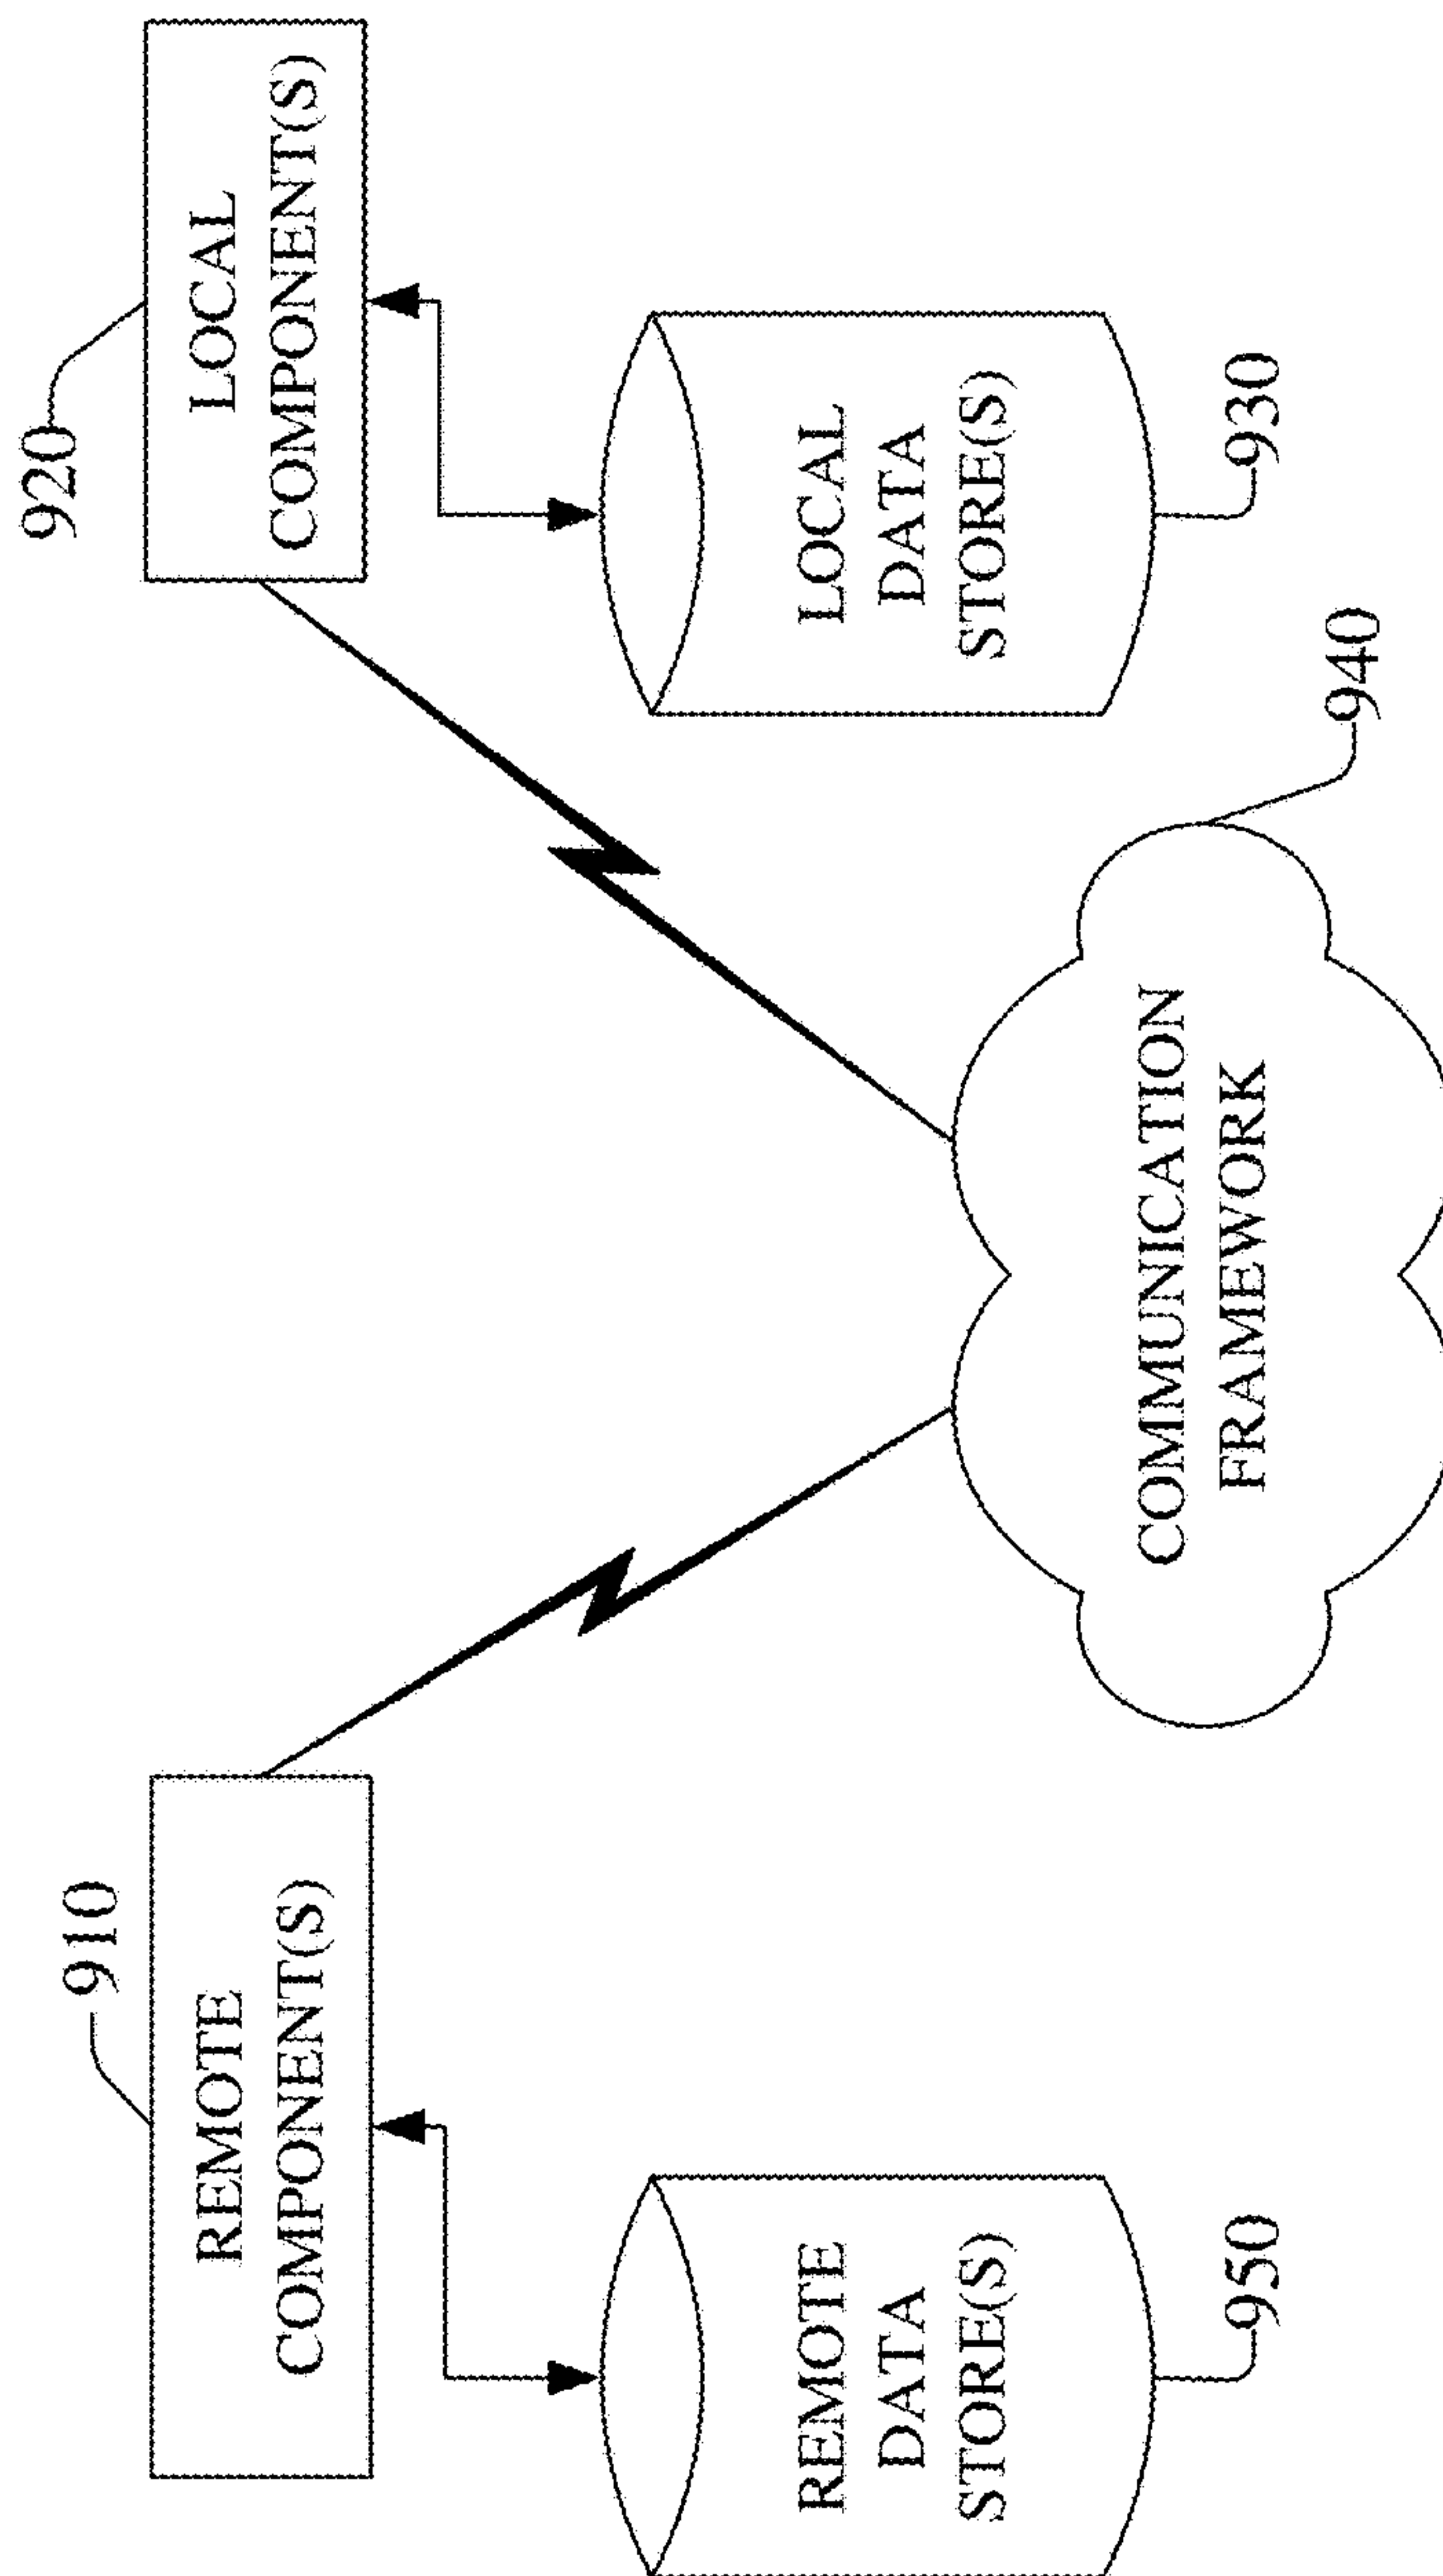 910
REMOTE
COMPONENT(S)
920
LOCAL
COMPONENT(S)
REMOTE
DATA
STORE(S)
950
LOCAL
DATA
STORE(S)
930
940
COMMUNICATION
FRAMEWORK